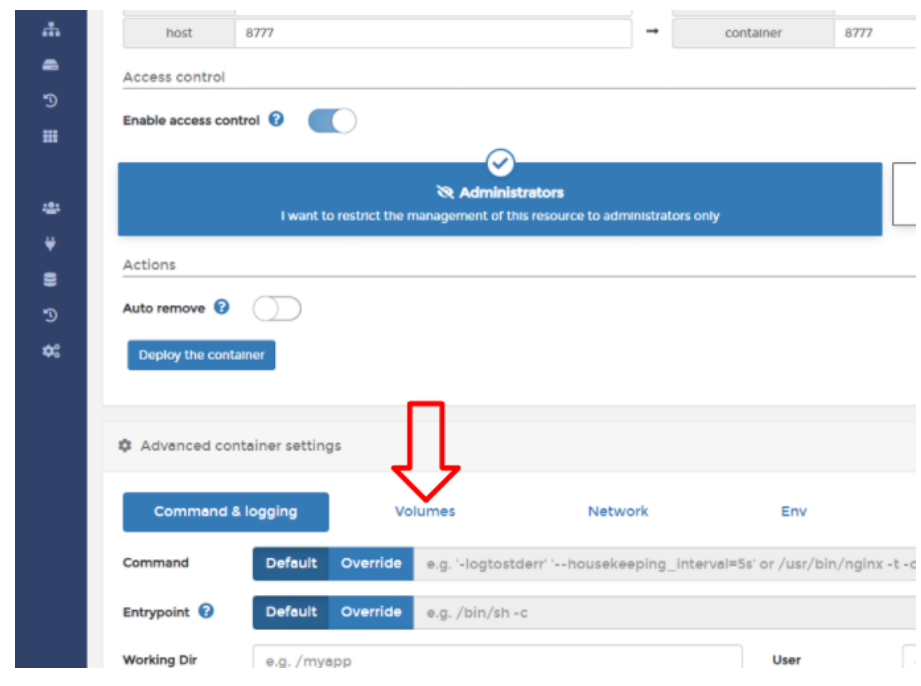 host 8777 → container 8777
Access control
Enable access control ?
Administrators
I want to restrict the management of this resource to administrators only
Actions
Auto remove ?
Deploy the container
Advanced container settings
Command & logging Volumes Network Env
Command Default Override e.g. '-logtostderr' '--housekeeping_interval=5s' or /usr/bin/nginx -t -c
Entrypoint ? Default Override e.g. /bin/sh -c
Working Dir e.g. /myapp User